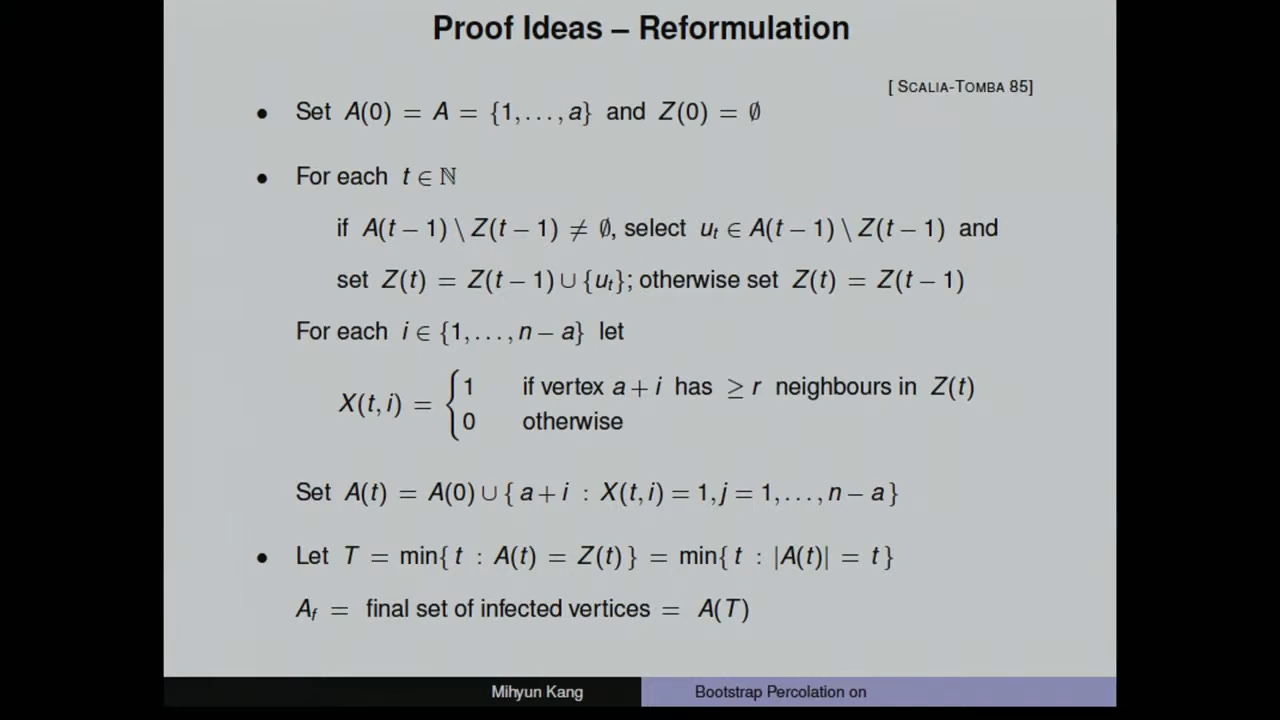 Proof Ideas – Reformulation
[ SCALIA-TOMBA 85]
• Set A(0) = A = {1, . . . , a} and Z(0) = ∅
• For each t ∈ ℕ
if A(t − 1) \ Z(t − 1) ≠ ∅, select uₜ ∈ A(t − 1) \ Z(t − 1) and
set Z(t) = Z(t − 1) ∪ {uₜ}; otherwise set Z(t) = Z(t − 1)
For each i ∈ {1, . . . , n − a} let
X(t, i) = { 1 if vertex a + i has ≥ r neighbours in Z(t)
0 otherwise
Set A(t) = A(0) ∪ { a + i : X(t, i) = 1, j = 1, . . . , n − a }
• Let T = min{ t : A(t) = Z(t) } = min{ t : |A(t)| = t }
A_f = final set of infected vertices = A(T)
Mihyun Kang
Bootstrap Percolation on